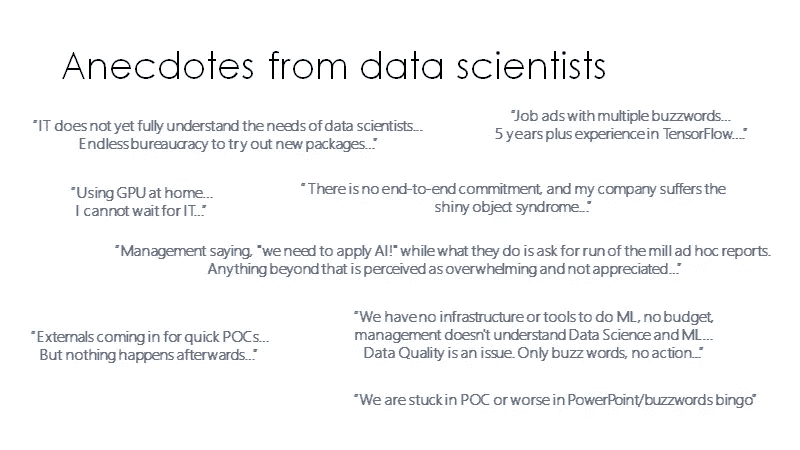 Anecdotes from data scientists
"IT does not yet fully understand the needs of data scientists...
Endless bureaucracy to try out new packages..."
"Job ads with multiple buzzwords...
5 years plus experience in TensorFlow...."
"Using GPU at home...
I cannot wait for IT..."
" There is no end-to-end commitment, and my company suffers the
shiny object syndrome..."
"Management saying, "we need to apply AI!" while what they do is ask for run of the mill ad hoc reports.
Anything beyond that is perceived as overwhelming and not appreciated..."
"Externals coming in for quick POCs...
But nothing happens afterwards..."
"We have no infrastructure or tools to do ML, no budget,
management doesn't understand Data Science and ML...
Data Quality is an issue. Only buzz words, no action..."
"We are stuck in POC or worse in PowerPoint/buzzwords bingo"